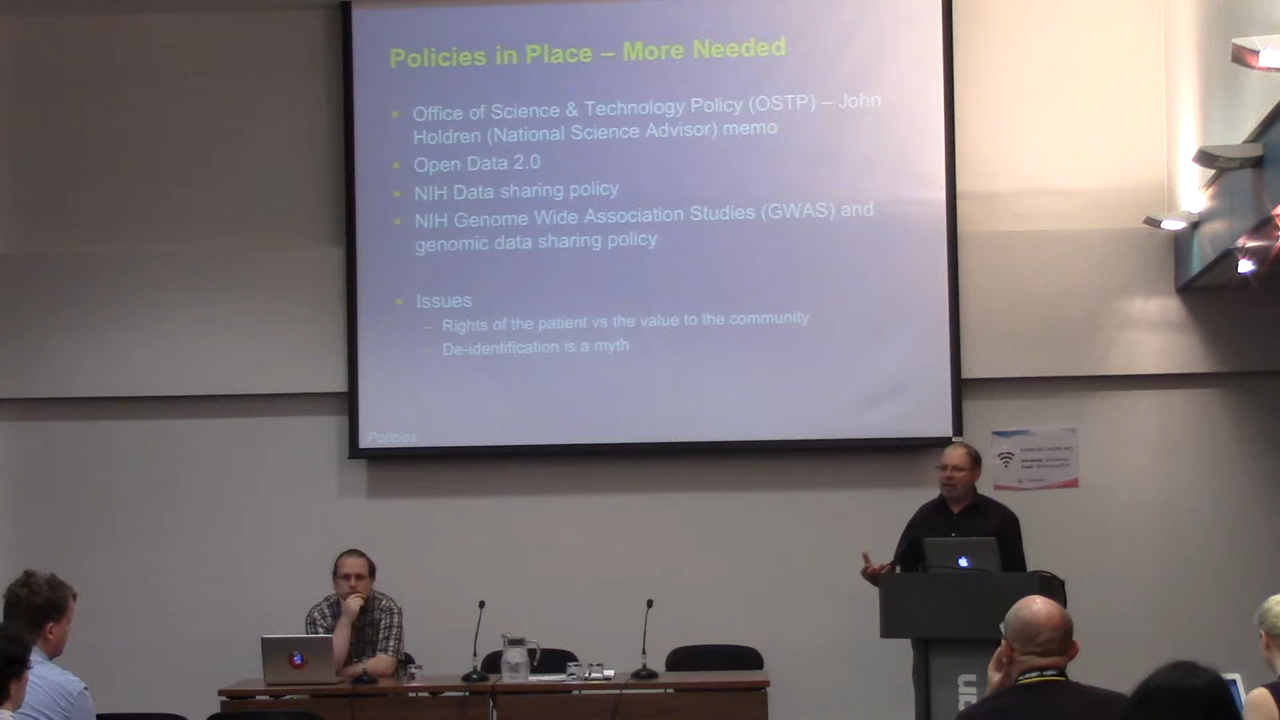 Policies in Place – More Needed
Office of Science & Technology Policy (OSTP) – John
Holdren (National Science Advisor) memo
Open Data 2.0
NIH Data sharing policy
NIH Genome Wide Association Studies (GWAS) and
genomic data sharing policy
Issues
– Rights of the patient vs the value to the community
– De-identification is a myth
Policies
an